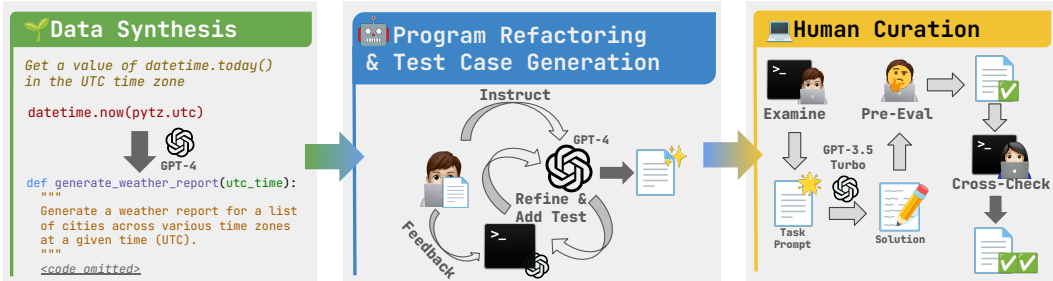 Data Synthesis
Get a value of datetime.today()
in the UTC time zone
datetime.now(pytz.utc)
GPT-4
def generate_weather_report(utc_time):
"""
Generate a weather report for a list
of cities across various time zones
at a given time (UTC).
"""
<code omitted>
Program Refactoring
& Test Case Generation
Instruct
GPT-4
Refine &
Add Test
>_
Feedback
Human Curation
>_
Examine
Pre-Eval
GPT-3.5
Turbo
>_
Cross-Check
Task
Prompt
Solution